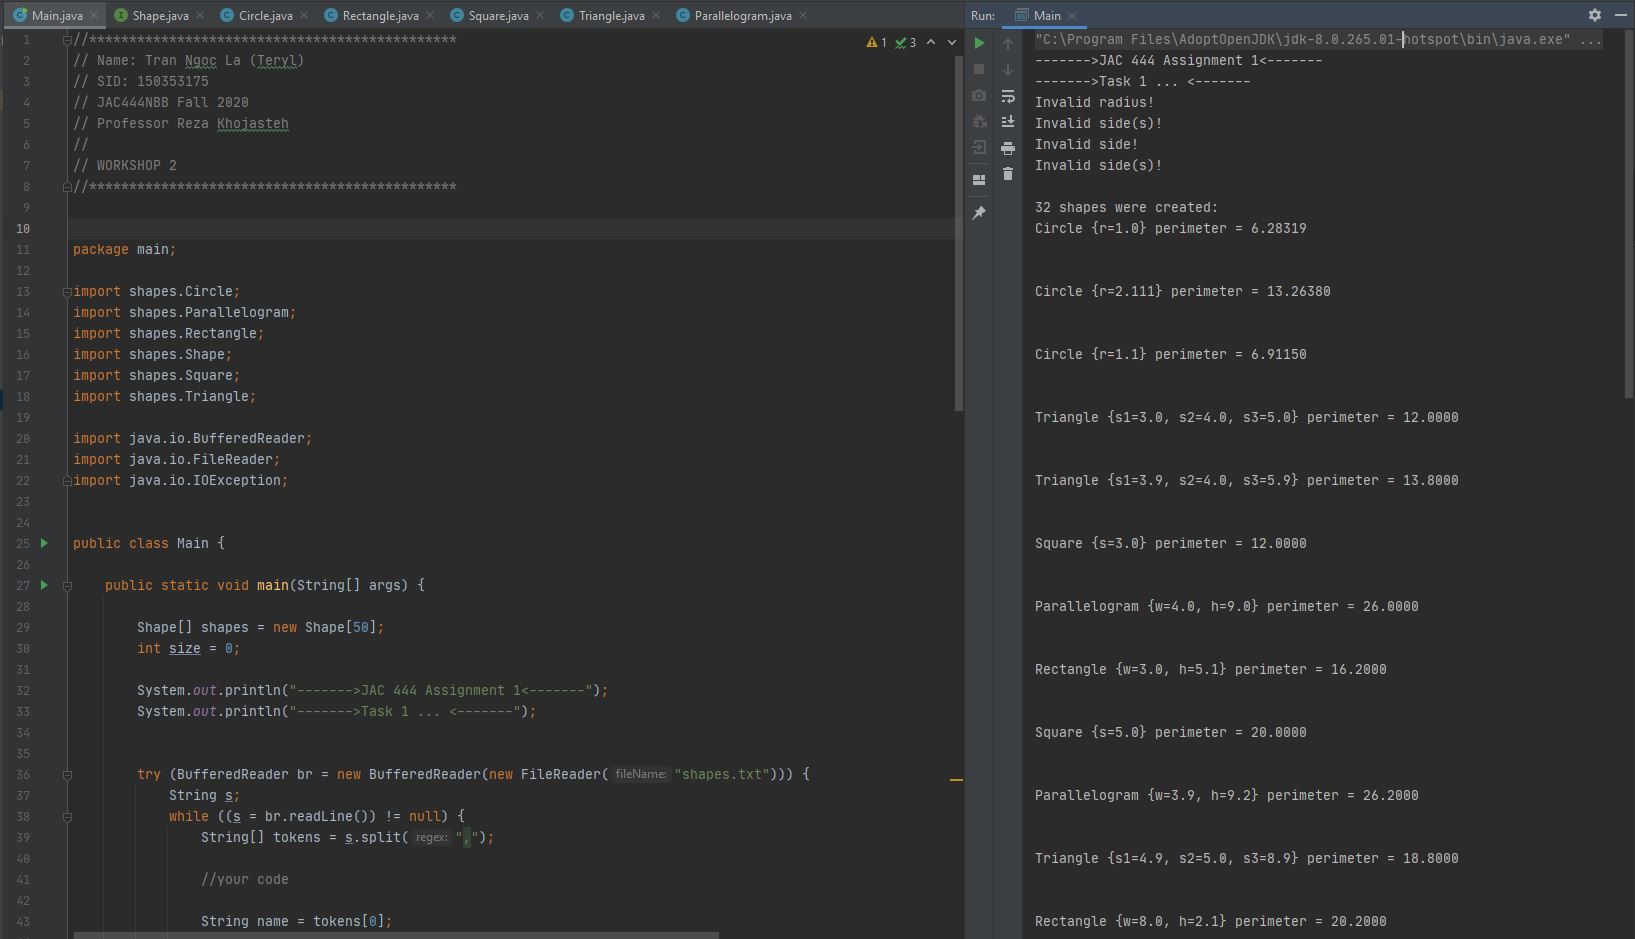 Main.java Shape.java Circle.java Rectangle.java Square.java Triangle.java Parallelogram.java
1 //**********************************************
2 // Name: Tran Ngoc La (Teryl)
3 // SID: 150353175
4 // JAC444NBB Fall 2020
5 // Professor Reza Khojasteh
6 //
7 // WORKSHOP 2
8 //**********************************************
9
10
11 package main;
12
13 import shapes.Circle;
14 import shapes.Parallelogram;
15 import shapes.Rectangle;
16 import shapes.Shape;
17 import shapes.Square;
18 import shapes.Triangle;
19
20 import java.io.BufferedReader;
21 import java.io.FileReader;
22 import java.io.IOException;
23
24
25 public class Main {
26
27 public static void main(String[] args) {
28
29 Shape[] shapes = new Shape[50];
30 int size = 0;
31
32 System.out.println("------->JAC 444 Assignment 1<-------");
33 System.out.println("------->Task 1 ... <-------");
34
35
36 try (BufferedReader br = new BufferedReader(new FileReader( fileName: "shapes.txt"))) {
37 String s;
38 while ((s = br.readLine()) != null) {
39 String[] tokens = s.split( regex: ",");
40
41 //your code
42
43 String name = tokens[0];
1 3
Run: Main
"C:\Program Files\AdoptOpenJDK\jdk-8.0.265.01-hotspot\bin\java.exe" ...
------->JAC 444 Assignment 1<-------
------->Task 1 ... <-------
Invalid radius!
Invalid side(s)!
Invalid side!
Invalid side(s)!
32 shapes were created:
Circle {r=1.0} perimeter = 6.28319
Circle {r=2.111} perimeter = 13.26380
Circle {r=1.1} perimeter = 6.91150
Triangle {s1=3.0, s2=4.0, s3=5.0} perimeter = 12.0000
Triangle {s1=3.9, s2=4.0, s3=5.9} perimeter = 13.8000
Square {s=3.0} perimeter = 12.0000
Parallelogram {w=4.0, h=9.0} perimeter = 26.0000
Rectangle {w=3.0, h=5.1} perimeter = 16.2000
Square {s=5.0} perimeter = 20.0000
Parallelogram {w=3.9, h=9.2} perimeter = 26.2000
Triangle {s1=4.9, s2=5.0, s3=8.9} perimeter = 18.8000
Rectangle {w=8.0, h=2.1} perimeter = 20.2000